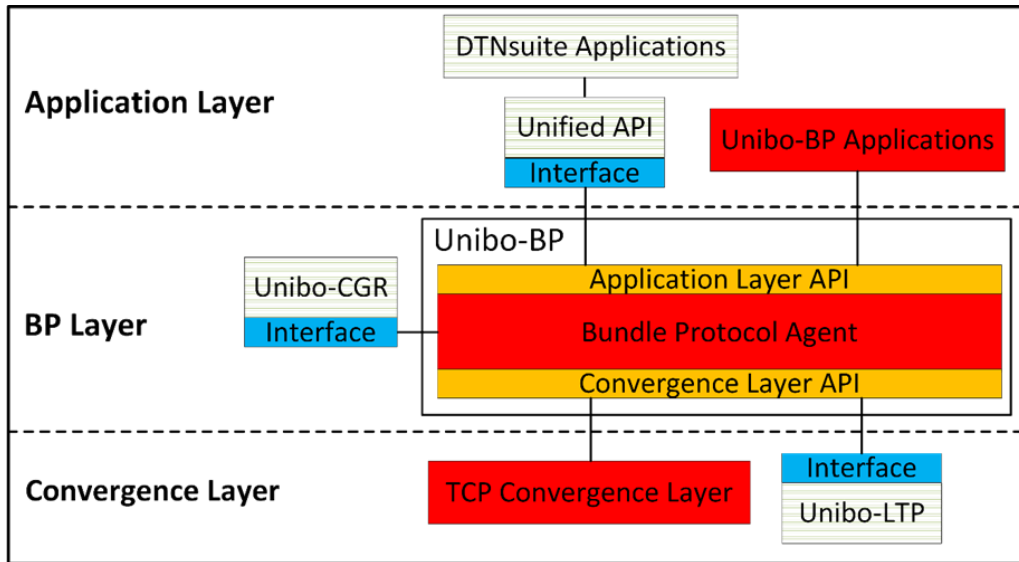 DTNsuite Applications
Application Layer
Unified API
Interface
Unibo-BP Applications
Unibo-BP
Application Layer API
Unibo-CGR
Interface
BP Layer
Bundle Protocol Agent
Convergence Layer API
Convergence Layer
TCP Convergence Layer
Interface
Unibo-LTP